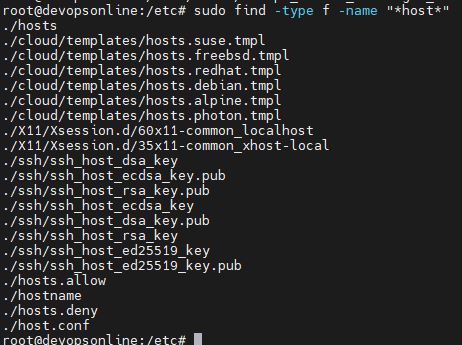 root@devopsonline:/etc# sudo find -type f -name "*host*"
./hosts
./cloud/templates/hosts.suse.tmpl
./cloud/templates/hosts.freebsd.tmpl
./cloud/templates/hosts.redhat.tmpl
./cloud/templates/hosts.debian.tmpl
./cloud/templates/hosts.alpine.tmpl
./cloud/templates/hosts.photon.tmpl
./X11/Xsession.d/60x11-common_localhost
./X11/Xsession.d/35x11-common_xhost-local
./ssh/ssh_host_dsa_key
./ssh/ssh_host_ecdsa_key.pub
./ssh/ssh_host_rsa_key.pub
./ssh/ssh_host_ecdsa_key
./ssh/ssh_host_dsa_key.pub
./ssh/ssh_host_rsa_key
./ssh/ssh_host_ed25519_key
./ssh/ssh_host_ed25519_key.pub
./hosts.allow
./hostname
./hosts.deny
./host.conf
root@devopsonline:/etc#